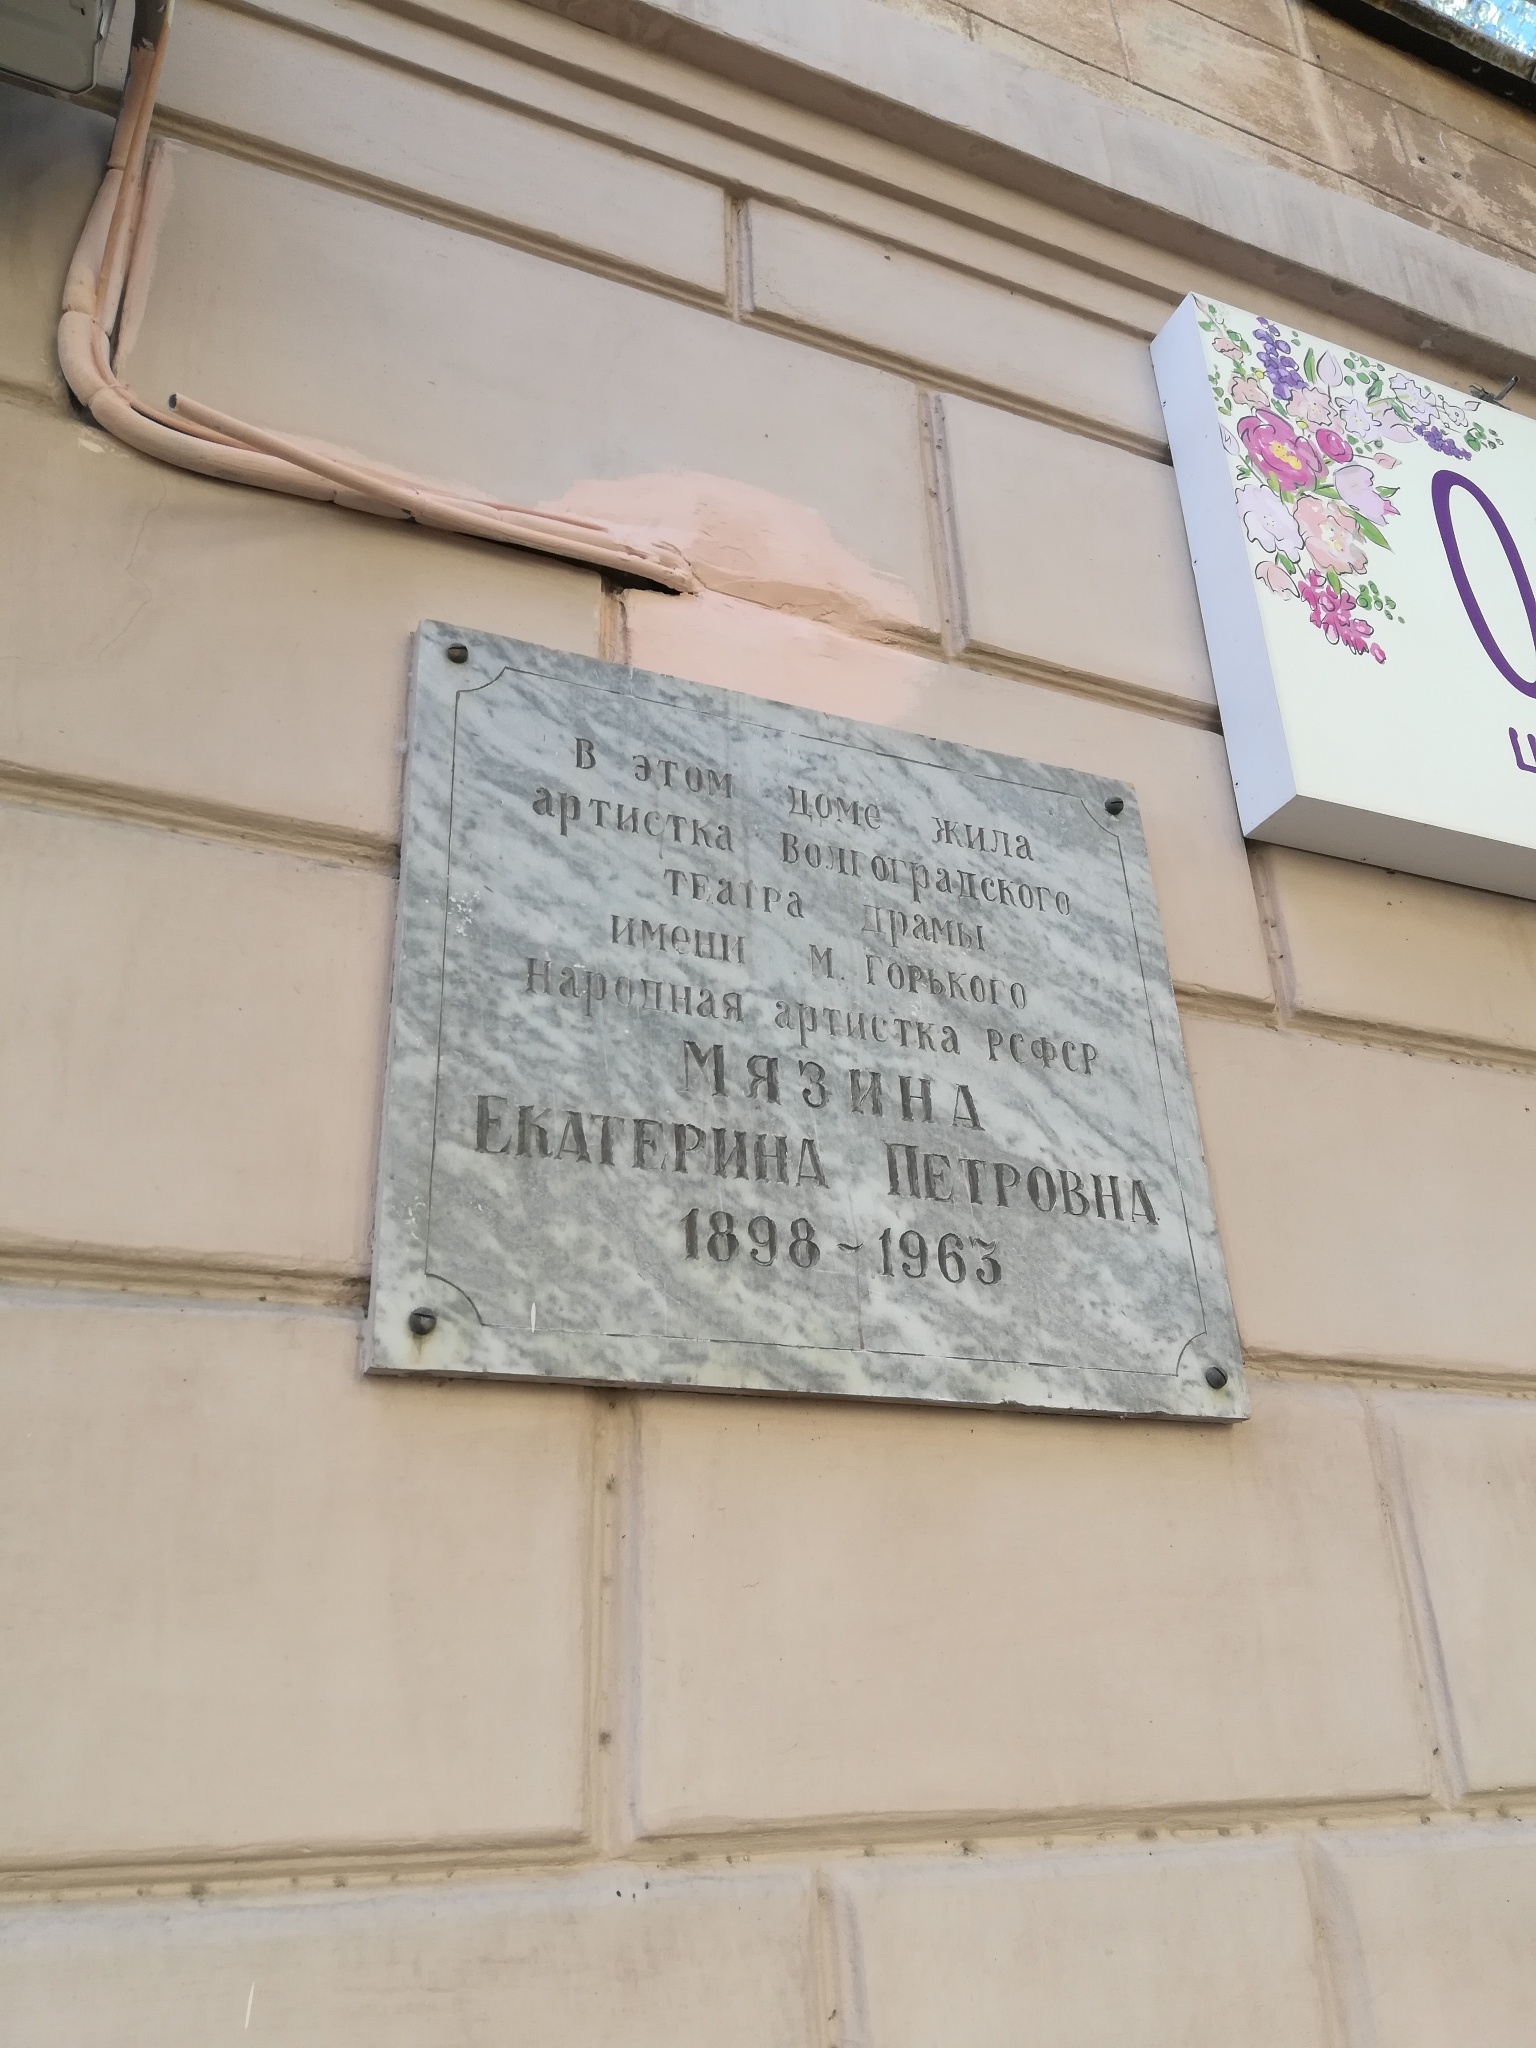 В этом доме жила
артистка Волгоградского
театра драмы
имени М. Горького
Народная артистка РСФСР
МЯЗИНА
ЕКАТЕРИНА ПЕТРОВНА
1898-1963